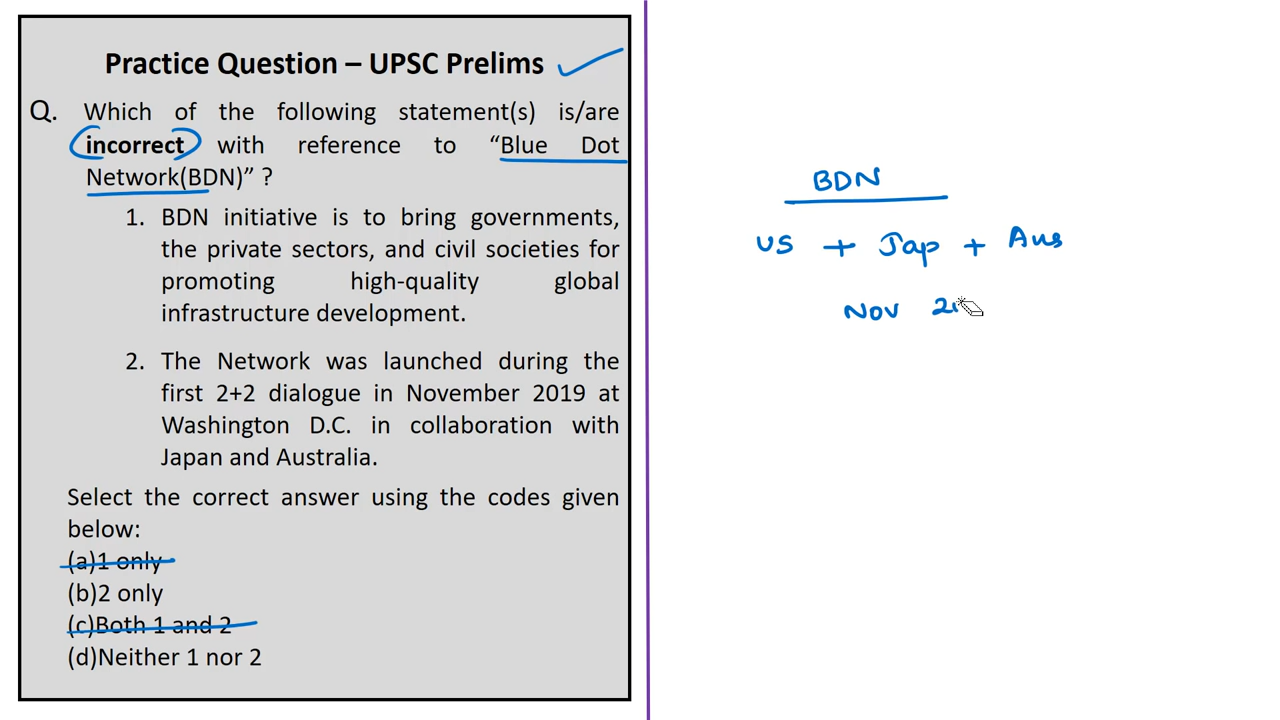 Practice Question – UPSC Prelims
Q. Which of the following statement(s) is/are
incorrect with reference to “Blue Dot
Network(BDN)” ?
1. BDN initiative is to bring governments,
the private sectors, and civil societies for
promoting high-quality global
infrastructure development.
2. The Network was launched during the
first 2+2 dialogue in November 2019 at
Washington D.C. in collaboration with
Japan and Australia.
Select the correct answer using the codes given
below:
(a)1 only
(b)2 only
(c)Both 1 and 2
(d)Neither 1 nor 2
BDN
US + Jap + Aus
Nov